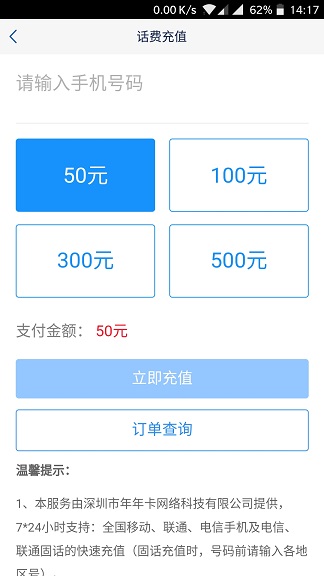 0.00 K/s 62% 14:17
话费充值
请输入手机号码
50元 100元
300元 500元
支付金额： 50元
立即充值
订单查询
温馨提示：
1、本服务由深圳市年年卡网络科技有限公司提供，
7*24小时支持：全国移动、联通、电信手机及电信、
联通固话的快速充值（固话充值时，号码前请输入各地
区号）。